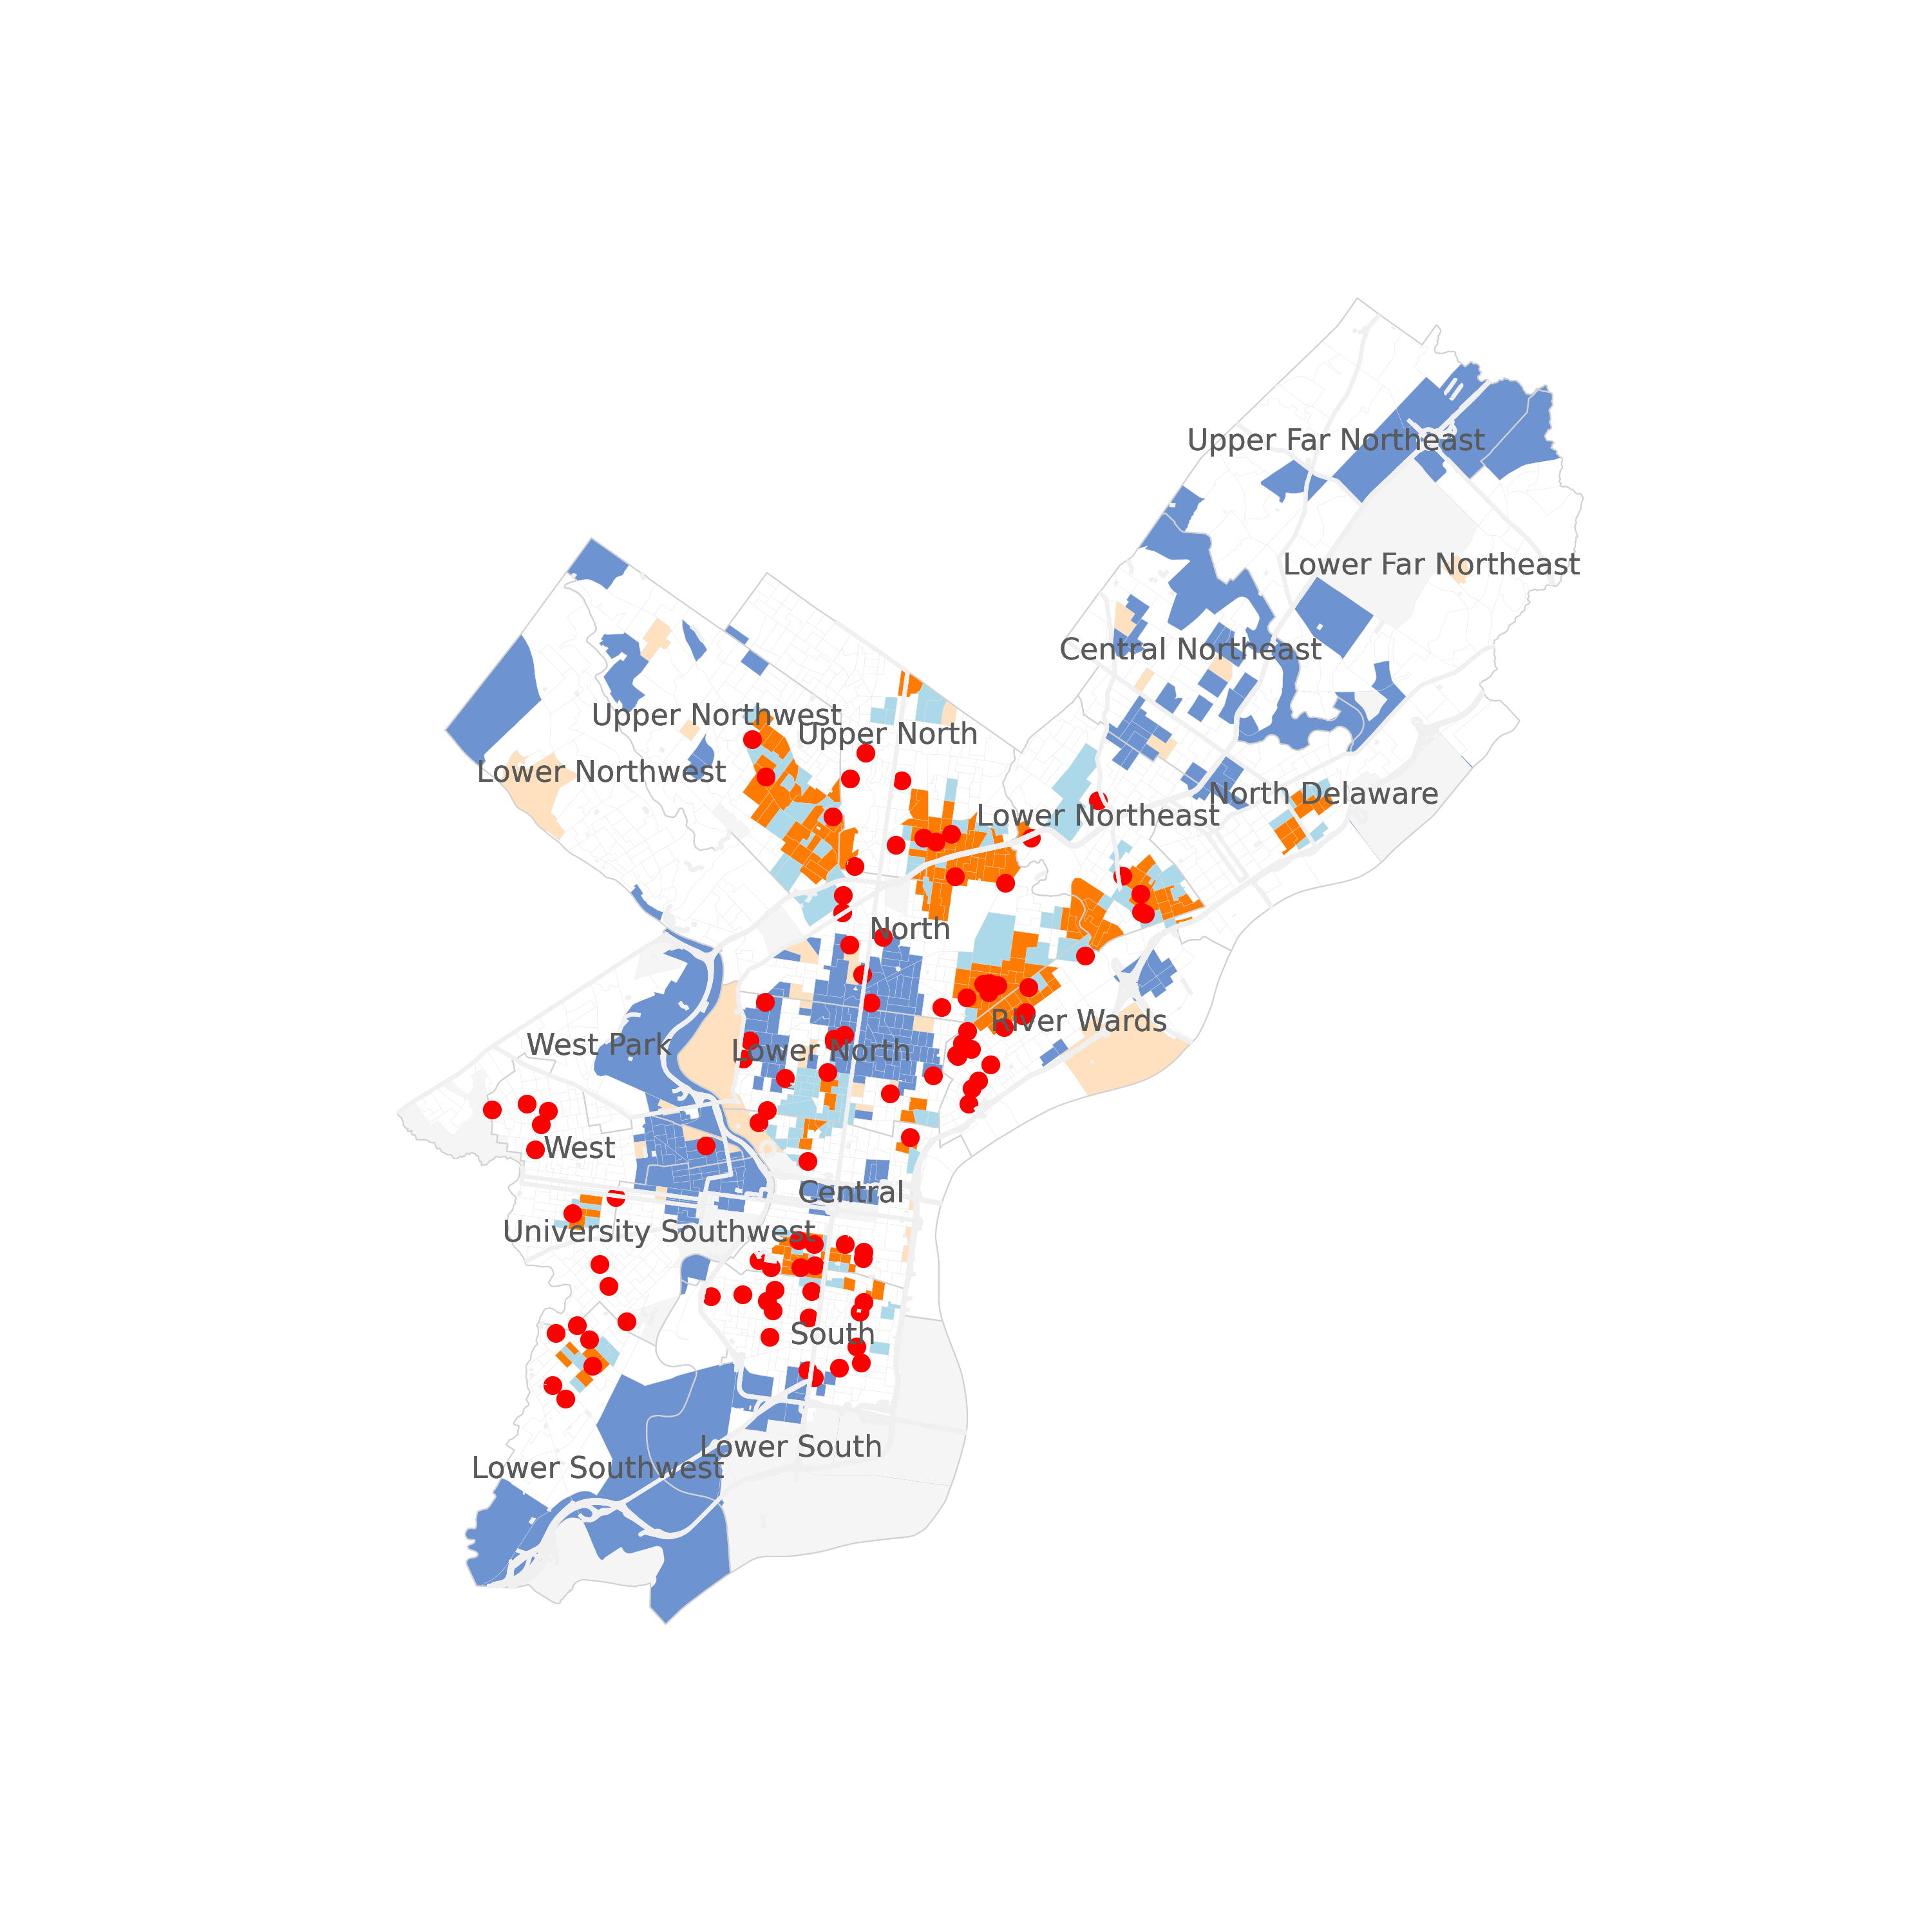 Upper Far Northeast
Lower Far Northeast
Central Northeast
Upper Northwest
Upper North
Lower Northwest
North Delaware
Lower Northeast
North
River Wards
West Park
Lower North
West
Central
University Southwest
South
Lower South
Lower Southwest